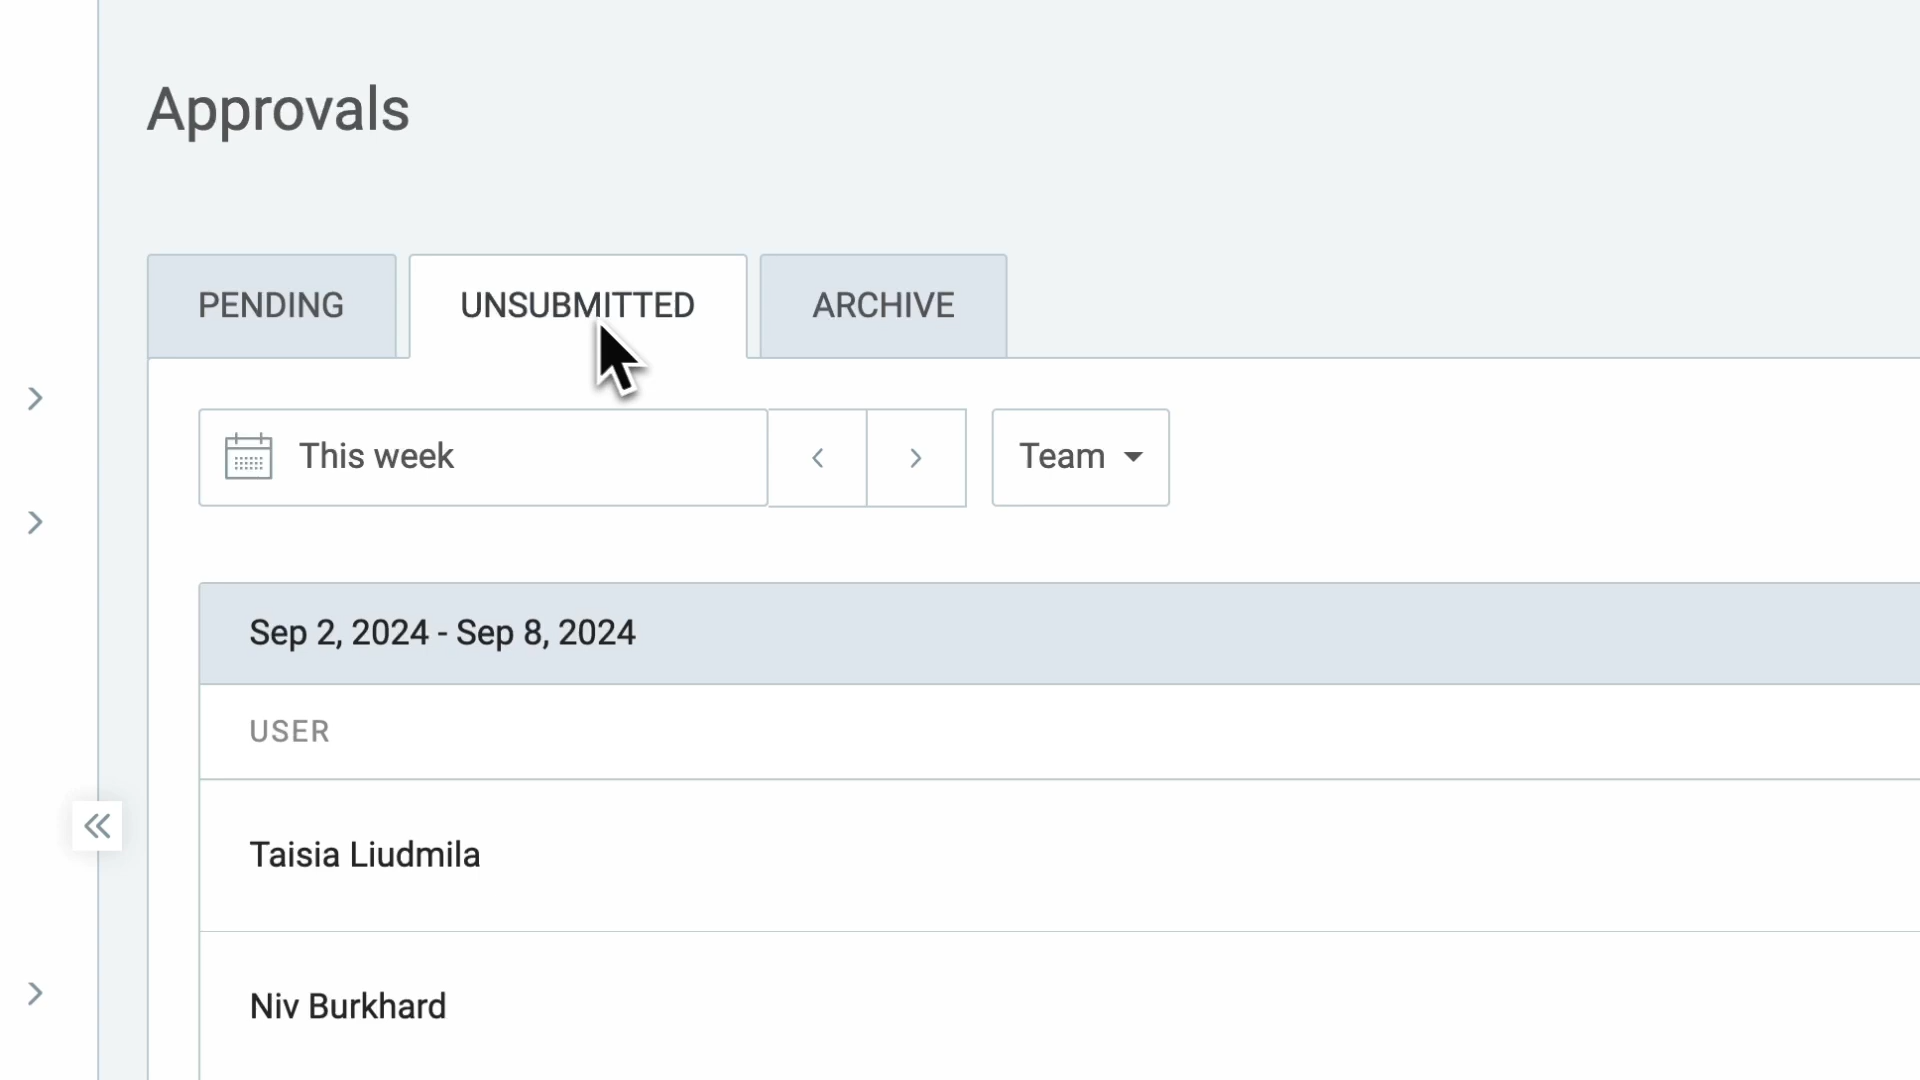 Approvals
PENDING UNSUBMITTED ARCHIVE
This week Team
Sep 2, 2024 - Sep 8, 2024
USER
Taisia Liudmila
Niv Burkhard